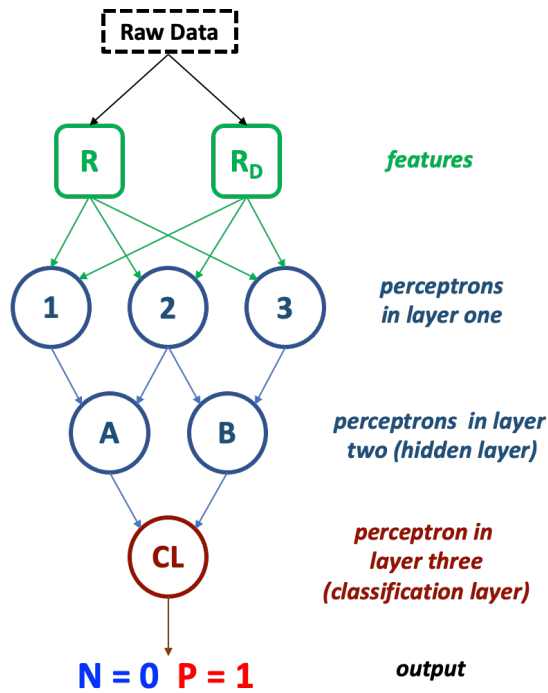 Raw Data
R
R_D
features
1
2
3
perceptrons
in layer one
A
B
perceptrons in layer
two (hidden layer)
CL
perceptron in
layer three
(classification layer)
N = 0 P = 1
output